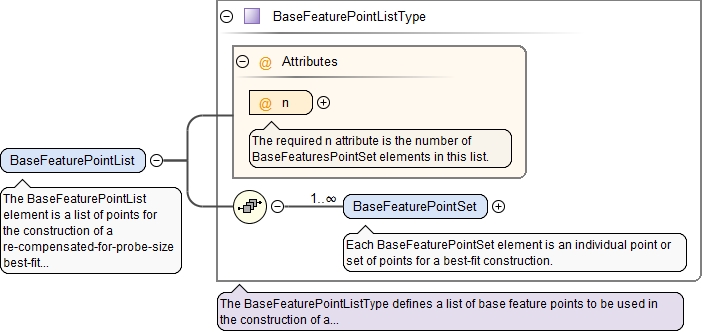 BaseFeaturePointListType
@ Attributes
@ n
The required n attribute is the number of
BaseFeaturesPointSet elements in this list.
BaseFeaturePointList
The BaseFeaturePointList
element is a list of points for
the construction of a
re-compensated-for-probe-size
best-fit...
1..∞
BaseFeaturePointSet
Each BaseFeaturePointSet element is an individual point or
set of points for a best-fit construction.
The BaseFeaturePointListType defines a list of base feature points to be used in
the construction of a...